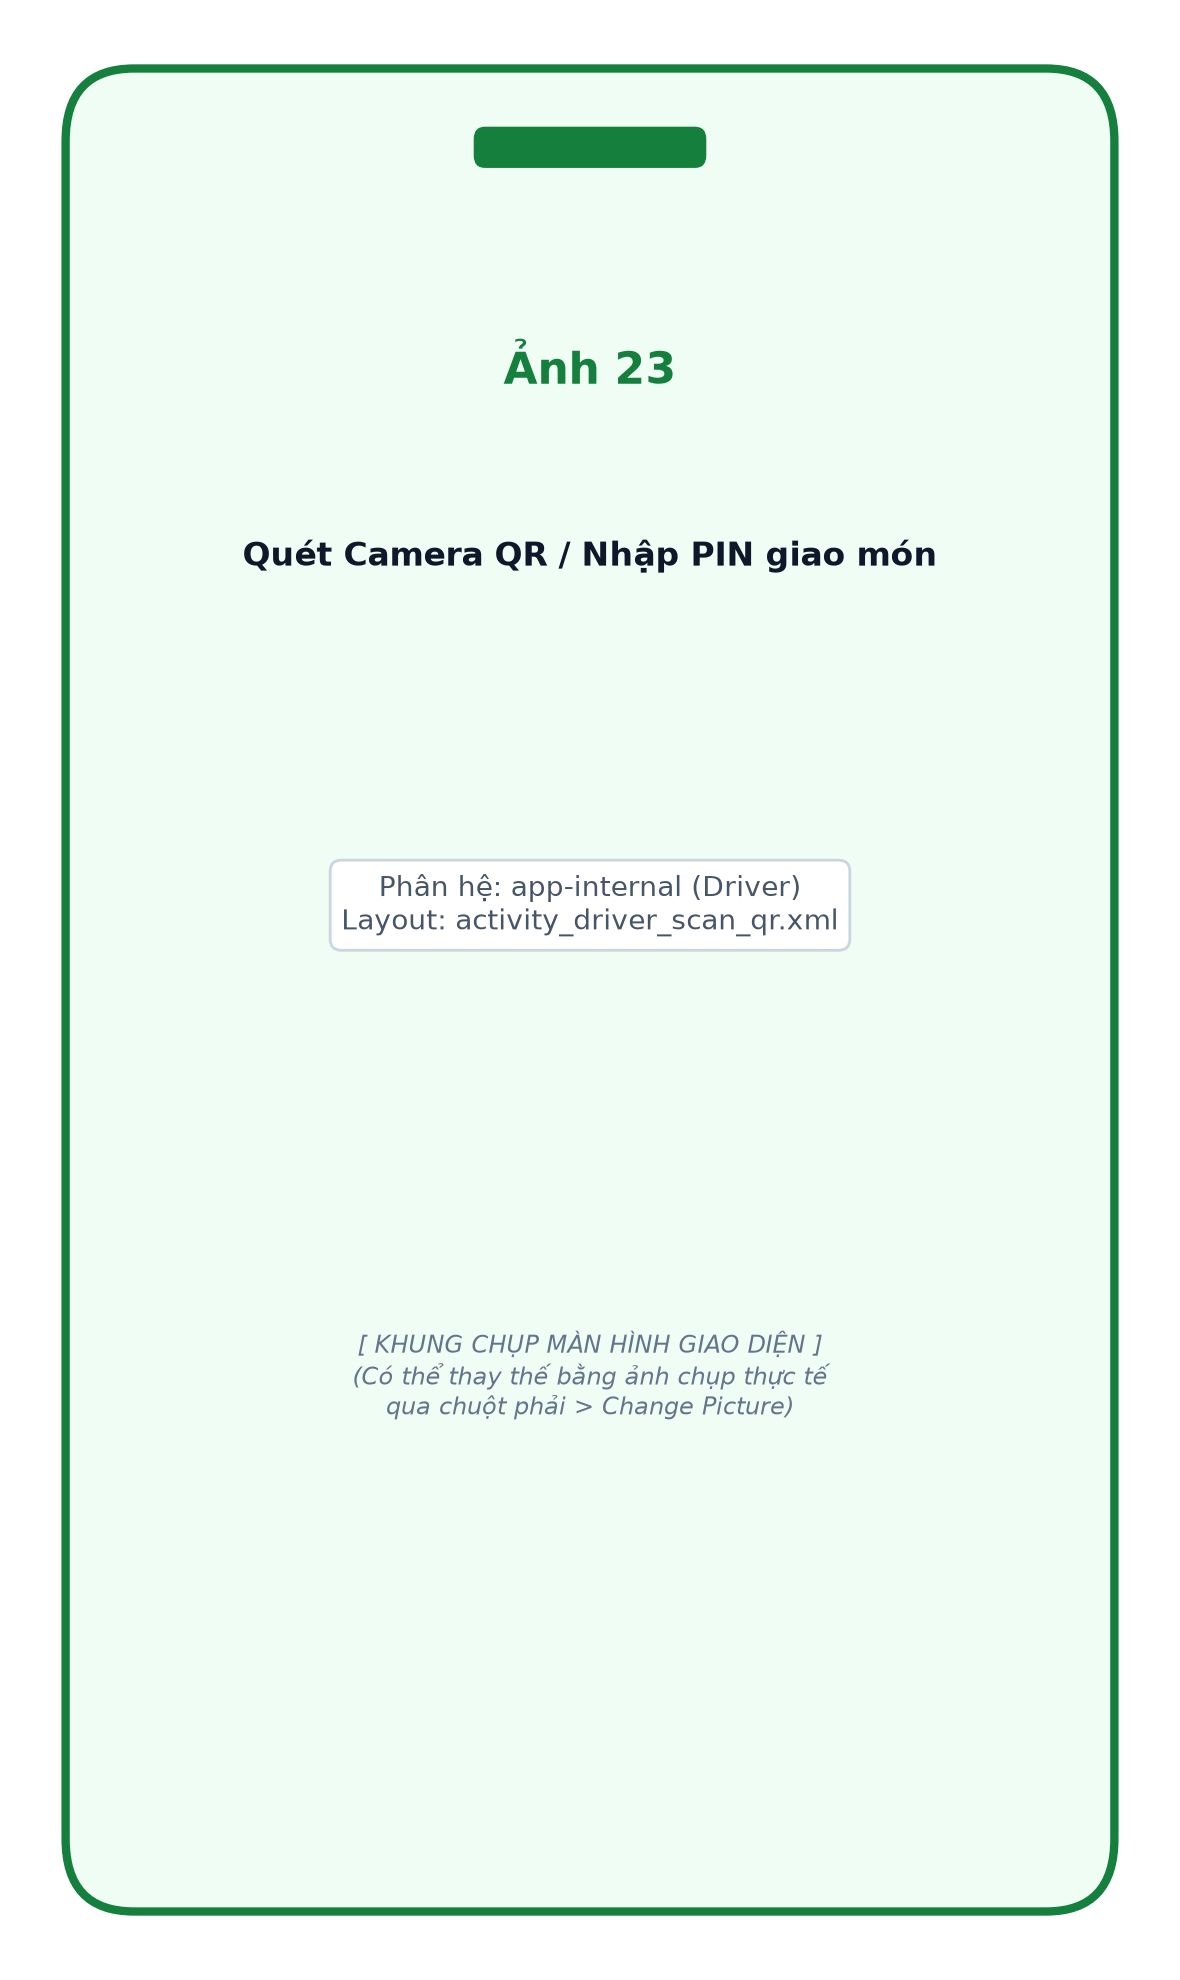 Ảnh 23
Quét Camera QR / Nhập PIN giao món
Phân hệ: app-internal (Driver)
Layout: activity_driver_scan_qr.xml
[ KHUNG CHỤP MÀN HÌNH GIAO DIỆN ]
(Có thể thay thế bằng ảnh chụp thực tế
qua chuột phải > Change Picture)